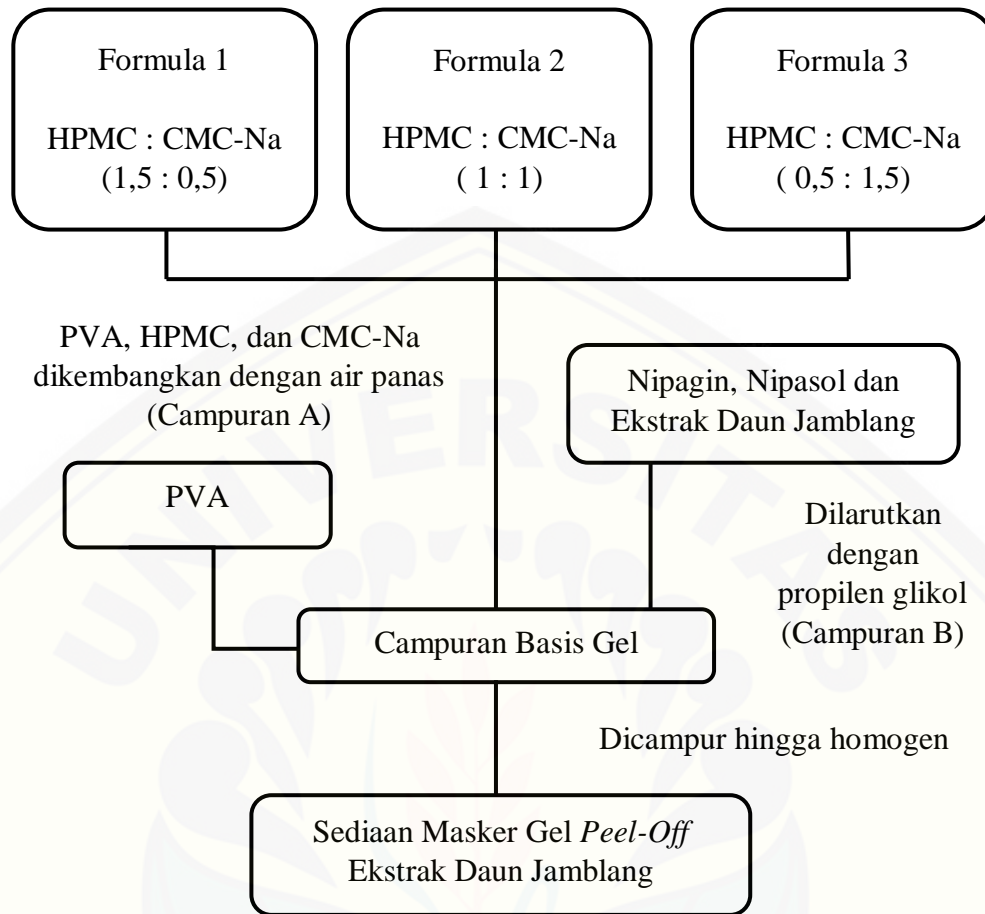 Formula 1
HPMC : CMC-Na
(1,5 : 0,5)
Formula 2
HPMC : CMC-Na
( 1 : 1)
Formula 3
HPMC : CMC-Na
( 0,5 : 1,5)
PVA, HPMC, dan CMC-Na
dikembangkan dengan air panas
(Campuran A)
Nipagin, Nipasol dan
Ekstrak Daun Jamblang
PVA
Dilarutkan
dengan
propilen glikol
(Campuran B)
Campuran Basis Gel
Dicampur hingga homogen
Sediaan Masker Gel Peel-Off
Ekstrak Daun Jamblang
UNIVERSITAS